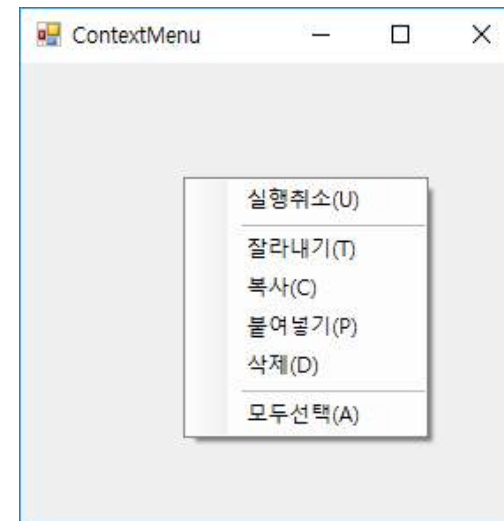 ContextMenu
실행취소(U)
잘라내기(T)
복사(C)
붙여넣기(P)
삭제(D)
모두선택(A)